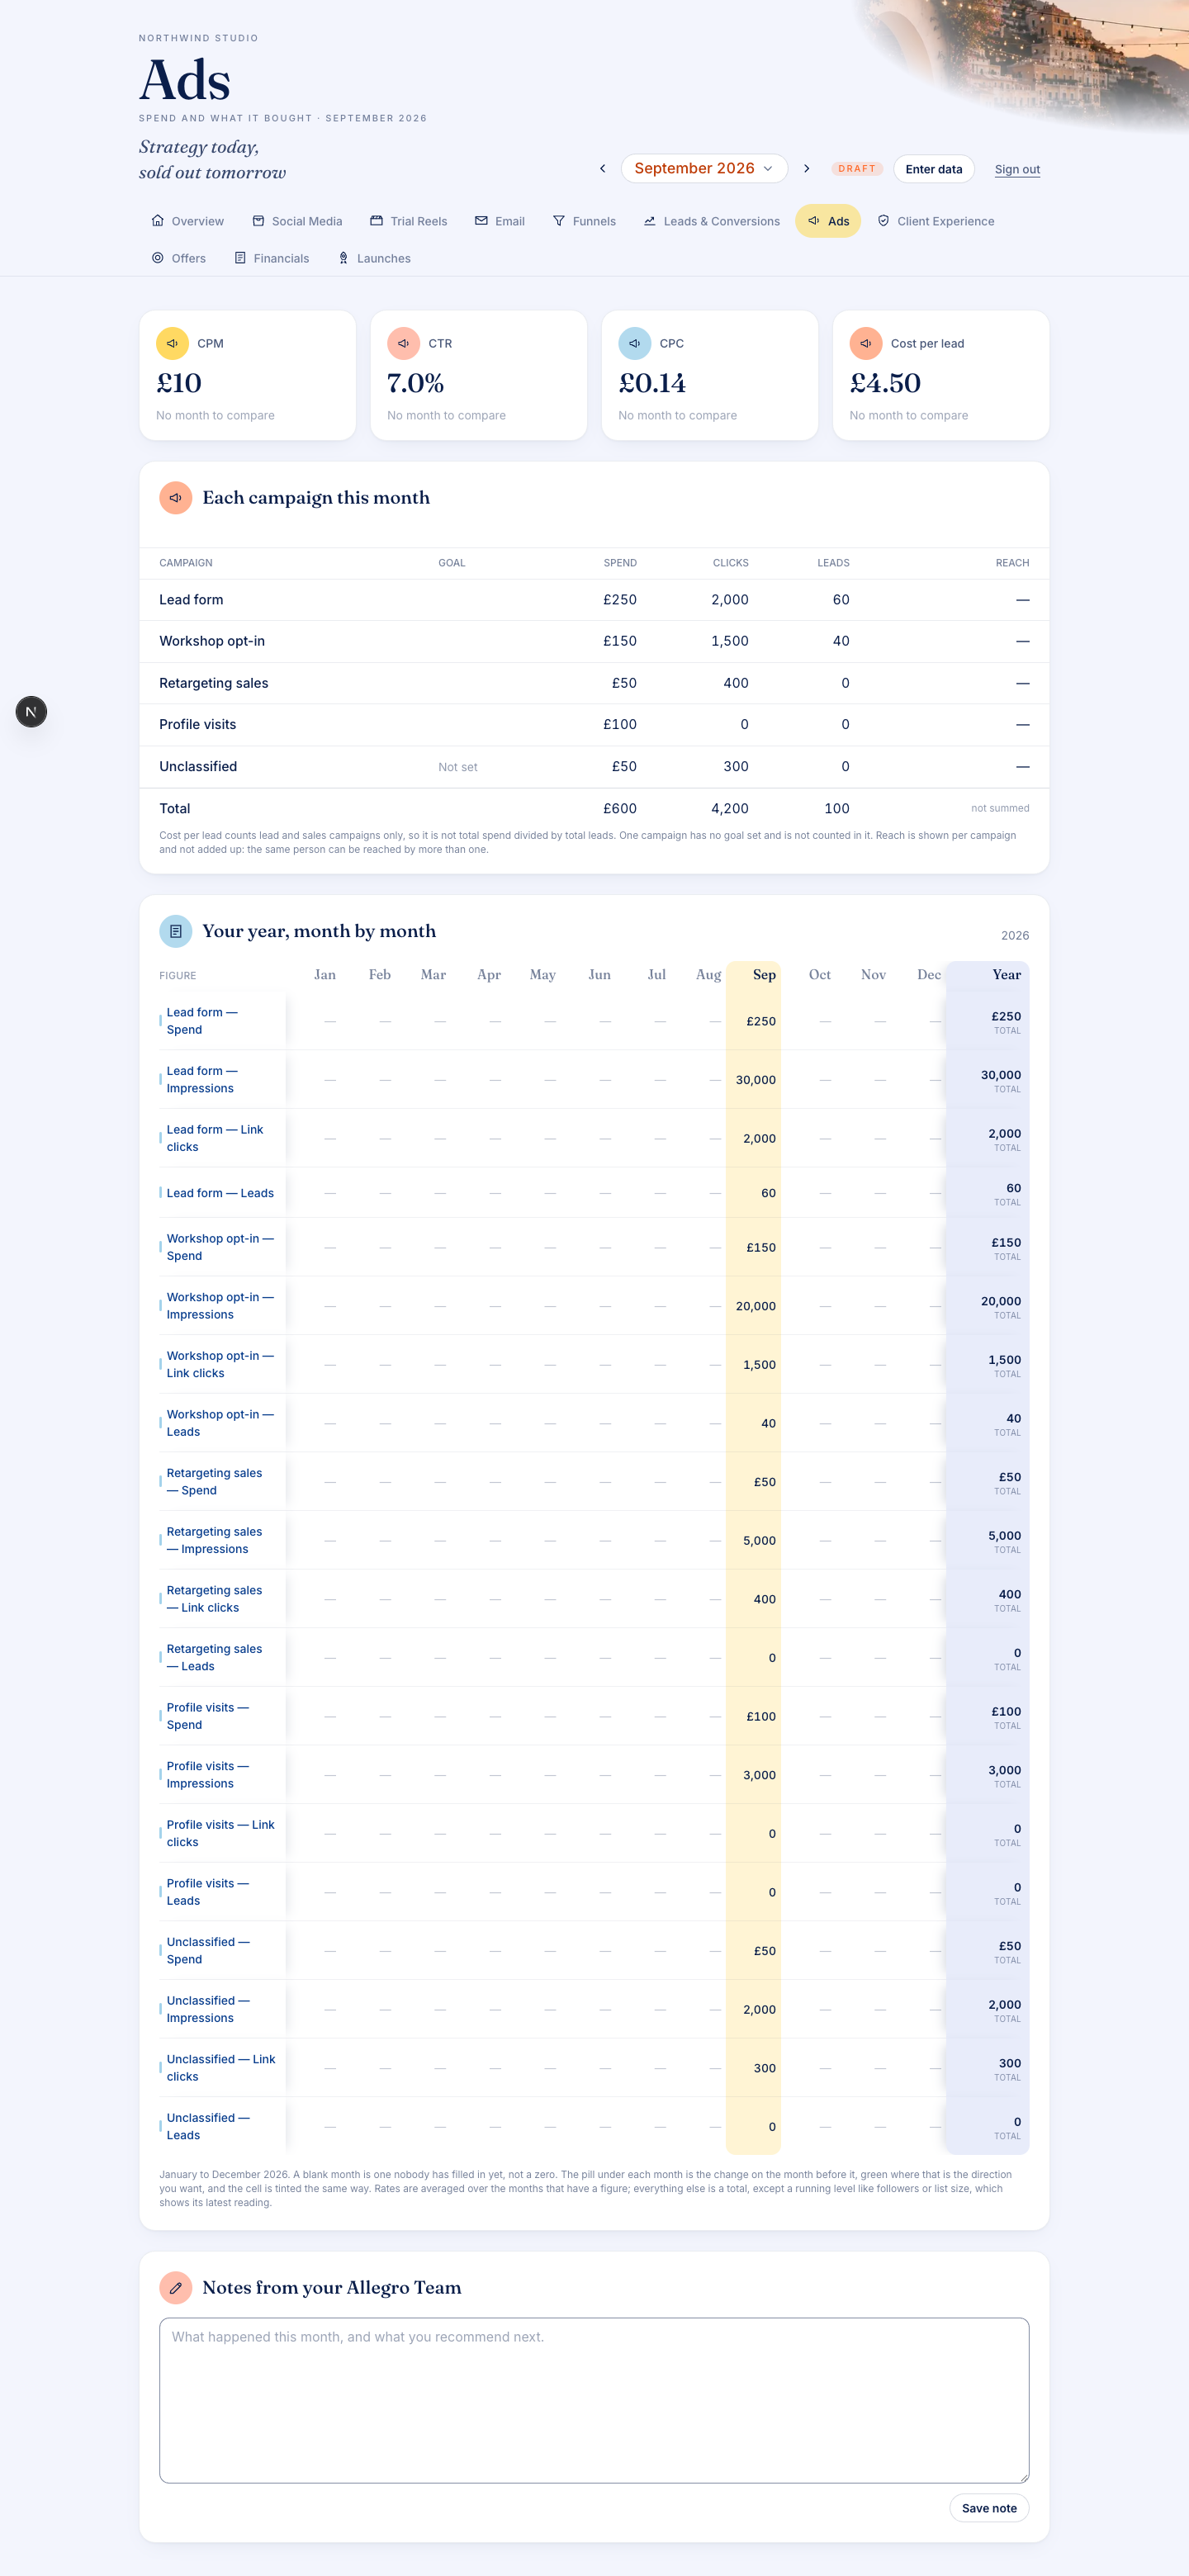 NORTHWIND STUDIO
Ads
SPEND AND WHAT IT BOUGHT · SEPTEMBER 2026
Strategy today,
sold out tomorrow
September 2026
DRAFT
Enter data
Sign out
Overview Social Media Trial Reels Email Funnels Leads & Conversions Ads Client Experience
Offers Financials Launches
CPM CTR CPC Cost per lead
£10 7.0% £0.14 £4.50
No month to compare No month to compare No month to compare No month to compare
Each campaign this month
CAMPAIGN GOAL SPEND CLICKS LEADS REACH
Lead form £250 2,000 60 —
Workshop opt-in £150 1,500 40 —
Retargeting sales £50 400 0 —
N
Profile visits £100 0 0 —
Unclassified Not set £50 300 0 —
Total £600 4,200 100 not summed
Cost per lead counts lead and sales campaigns only, so it is not total spend divided by total leads. One campaign has no goal set and is not counted in it. Reach is shown per campaign
and not added up: the same person can be reached by more than one.
Your year, month by month
2026
FIGURE Jan Feb Mar Apr May Jun Jul Aug Sep Oct Nov Dec Year
Lead form —
Spend
— — — — — — — — £250 — — — £250
TOTAL
Lead form —
Impressions
— — — — — — — — 30,000 — — — 30,000
TOTAL
Lead form — Link
clicks
— — — — — — — — 2,000 — — — 2,000
TOTAL
Lead form — Leads
— — — — — — — — 60 — — — 60
TOTAL
Workshop opt-in —
Spend
— — — — — — — — £150 — — — £150
TOTAL
Workshop opt-in —
Impressions
— — — — — — — — 20,000 — — — 20,000
TOTAL
Workshop opt-in —
Link clicks
— — — — — — — — 1,500 — — — 1,500
TOTAL
Workshop opt-in —
Leads
— — — — — — — — 40 — — — 40
TOTAL
Retargeting sales
— Spend
— — — — — — — — £50 — — — £50
TOTAL
Retargeting sales
— Impressions
— — — — — — — — 5,000 — — — 5,000
TOTAL
Retargeting sales
— Link clicks
— — — — — — — — 400 — — — 400
TOTAL
Retargeting sales
— Leads
— — — — — — — — 0 — — — 0
TOTAL
Profile visits —
Spend
— — — — — — — — £100 — — — £100
TOTAL
Profile visits —
Impressions
— — — — — — — — 3,000 — — — 3,000
TOTAL
Profile visits — Link
clicks
— — — — — — — — 0 — — — 0
TOTAL
Profile visits —
Leads
— — — — — — — — 0 — — — 0
TOTAL
Unclassified —
Spend
— — — — — — — — £50 — — — £50
TOTAL
Unclassified —
Impressions
— — — — — — — — 2,000 — — — 2,000
TOTAL
Unclassified — Link
clicks
— — — — — — — — 300 — — — 300
TOTAL
Unclassified —
Leads
— — — — — — — — 0 — — — 0
TOTAL
January to December 2026. A blank month is one nobody has filled in yet, not a zero. The pill under each month is the change on the month before it, green where that is the direction
you want, and the cell is tinted the same way. Rates are averaged over the months that have a figure; everything else is a total, except a running level like followers or list size, which
shows its latest reading.
Notes from your Allegro Team
What happened this month, and what you recommend next.
Save note